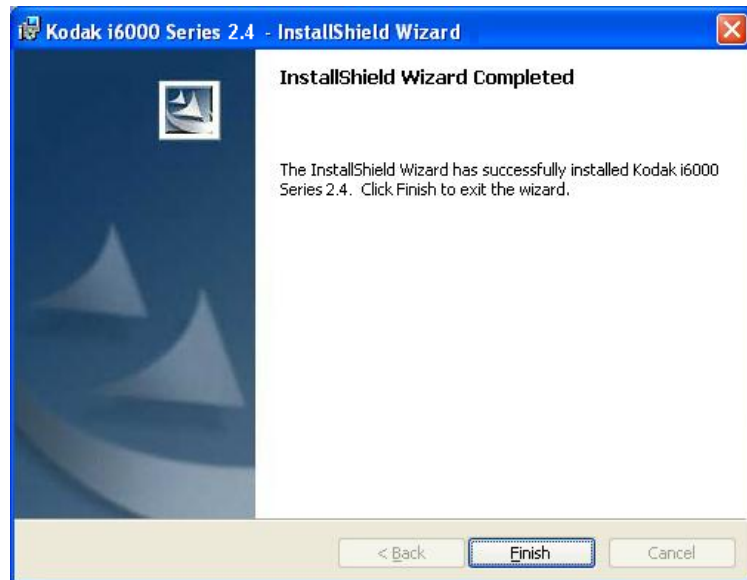 Kodak i6000 Series 2.4 - InstallShield Wizard
InstallShield Wizard Completed
The InstallShield Wizard has successfully installed Kodak i6000
Series 2.4. Click Finish to exit the wizard.
< Back Finish Cancel